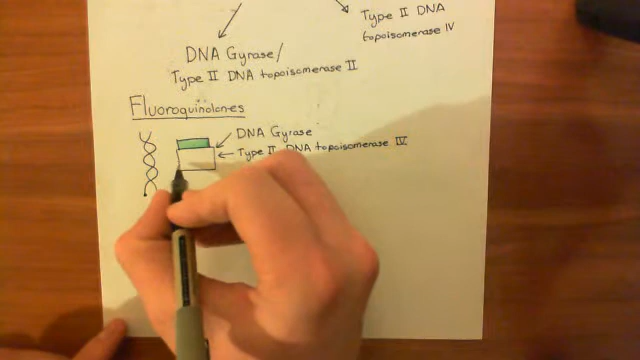 Type II DNA
topoisomerase IV
DNA Gyrase/
Type II DNA topoisomerase II
Fluoroquinolones
DNA Gyrase
Type II DNA topoisomerase IV